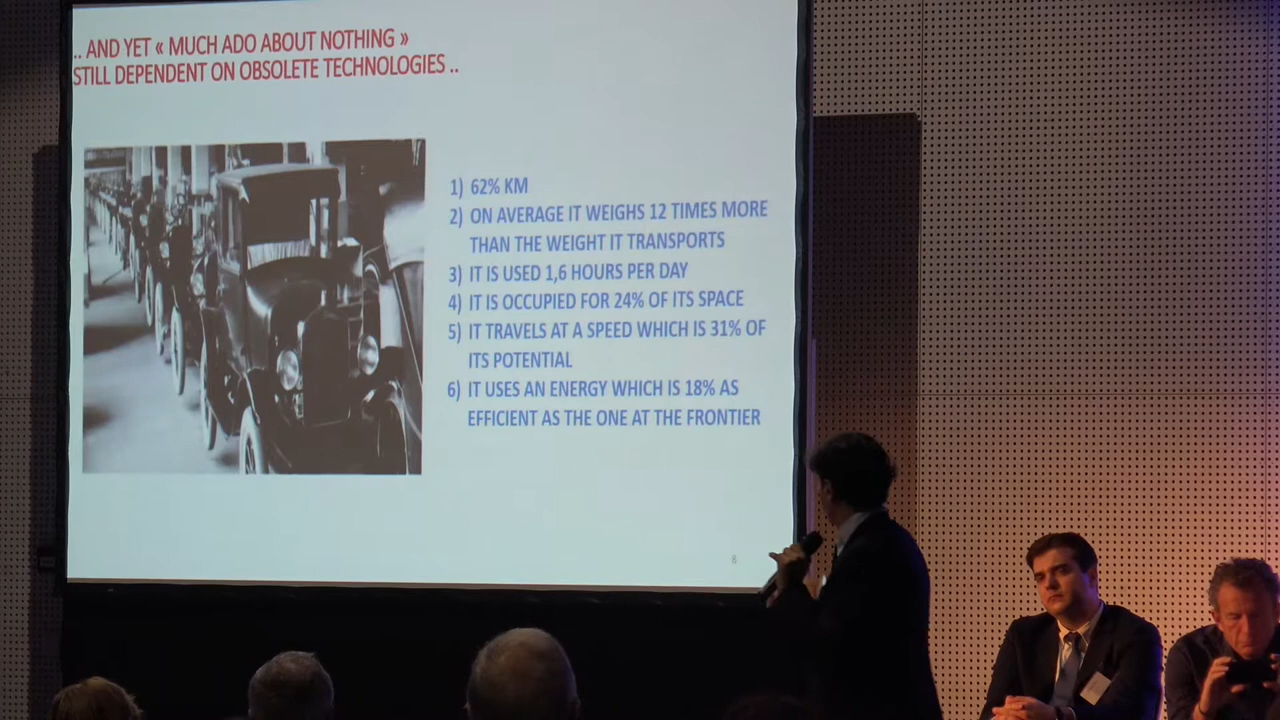 .. AND YET « MUCH ADO ABOUT NOTHING »
STILL DEPENDENT ON OBSOLETE TECHNOLOGIES ..
1) 62% KM
2) ON AVERAGE IT WEIGHS 12 TIMES MORE
THAN THE WEIGHT IT TRANSPORTS
3) IT IS USED 1,6 HOURS PER DAY
4) IT IS OCCUPIED FOR 24% OF ITS SPACE
5) IT TRAVELS AT A SPEED WHICH IS 31% OF
ITS POTENTIAL
6) IT USES AN ENERGY WHICH IS 18% AS
EFFICIENT AS THE ONE AT THE FRONTIER
8